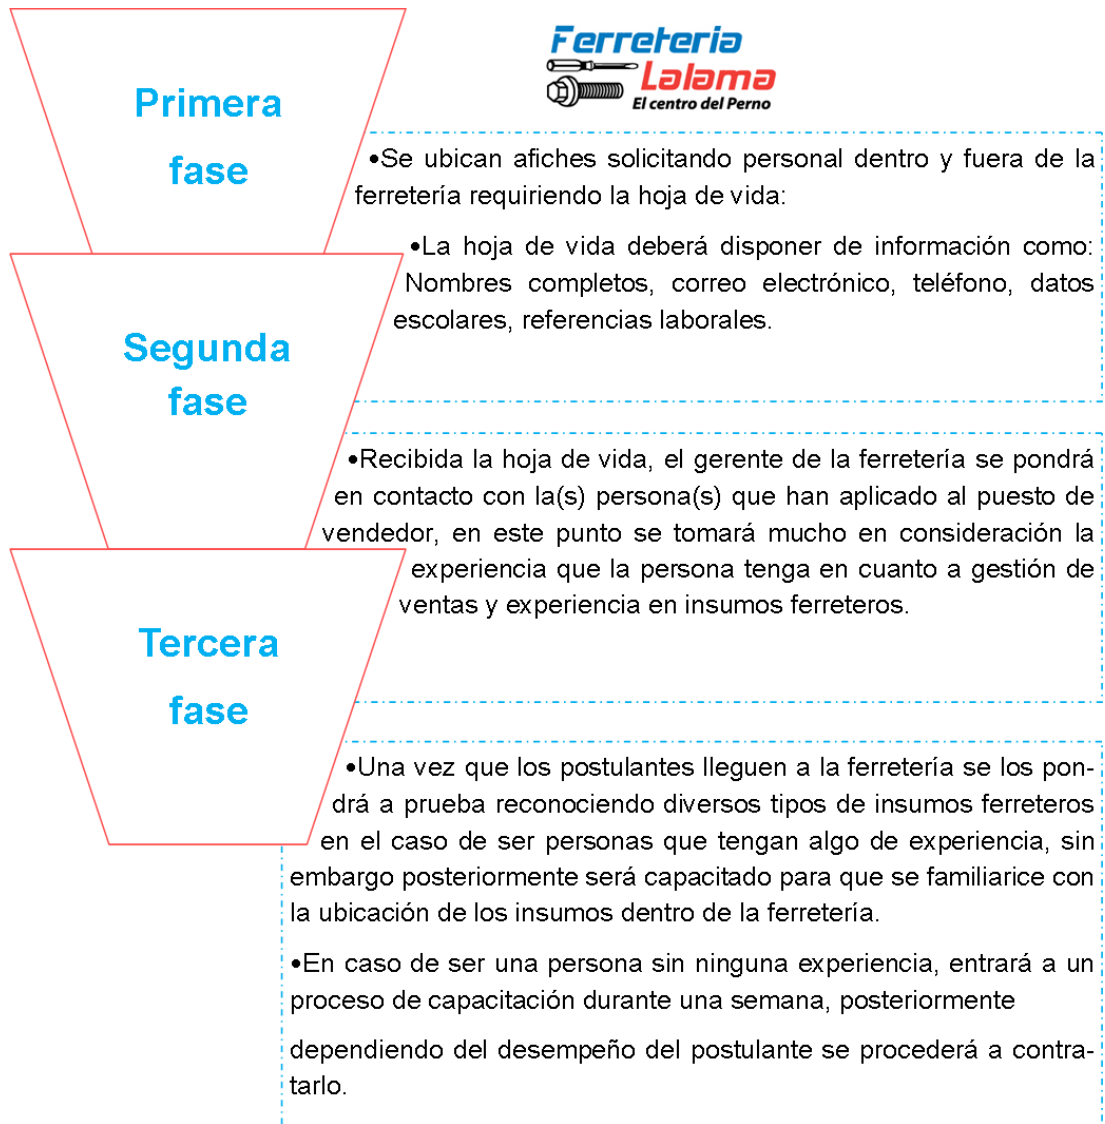 Ferreteria
Lalama
El centro del Perno
Primera
fase
•Se ubican afiches solicitando personal dentro y fuera de la
ferretería requiriendo la hoja de vida:
•La hoja de vida deberá disponer de información como:
Nombres completos, correo electrónico, teléfono, datos
escolares, referencias laborales.
Segunda
fase
•Recibida la hoja de vida, el gerente de la ferretería se pondrá
en contacto con la(s) persona(s) que han aplicado al puesto de
vendedor, en este punto se tomará mucho en consideración la
experiencia que la persona tenga en cuanto a gestión de
ventas y experiencia en insumos ferreteros.
Tercera
fase
•Una vez que los postulantes lleguen a la ferretería se los pon-
drá a prueba reconociendo diversos tipos de insumos ferreteros
en el caso de ser personas que tengan algo de experiencia, sin
embargo posteriormente será capacitado para que se familiarice con
la ubicación de los insumos dentro de la ferretería.
•En caso de ser una persona sin ninguna experiencia, entrará a un
proceso de capacitación durante una semana, posteriormente
dependiendo del desempeño del postulante se procederá a contra-
tarlo.